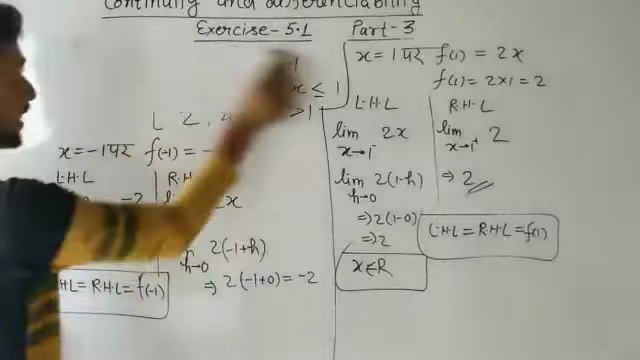 Continuity and differentiability
Exercise-5.1 Part-3
x ≤ 1
>1
x=-1 पर f(-1) = -
L.H.L
R.H
-2
2x
h→0 2(-1+h)
⇒ 2(-1+0) = -2
H.L = R.H.L = f(-1)
x = 1 पर f(1) = 2x
f(1) = 2x1 = 2
L.H.L
lim 2x
x→1⁻
lim 2(1-h)
h→0
⇒2(1-0)
⇒2
x∈R
R.H.L
lim 2
x→1⁺
⇒ 2
L.H.L = R.H.L = f(1)